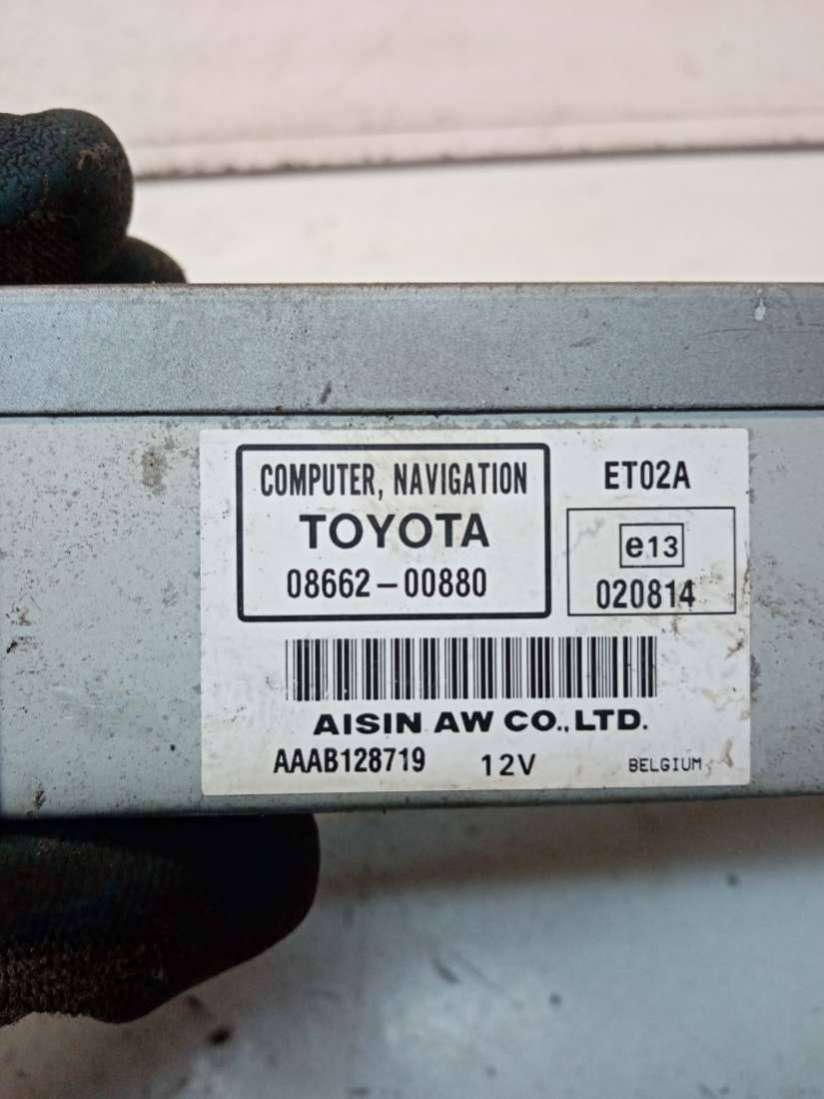 COMPUTER, NAVIGATION
TOYOTA
08662-00880
ET02A
e13
020814
AISIN AW CO.,LTD.
AAAB128719 12V BELGIUM